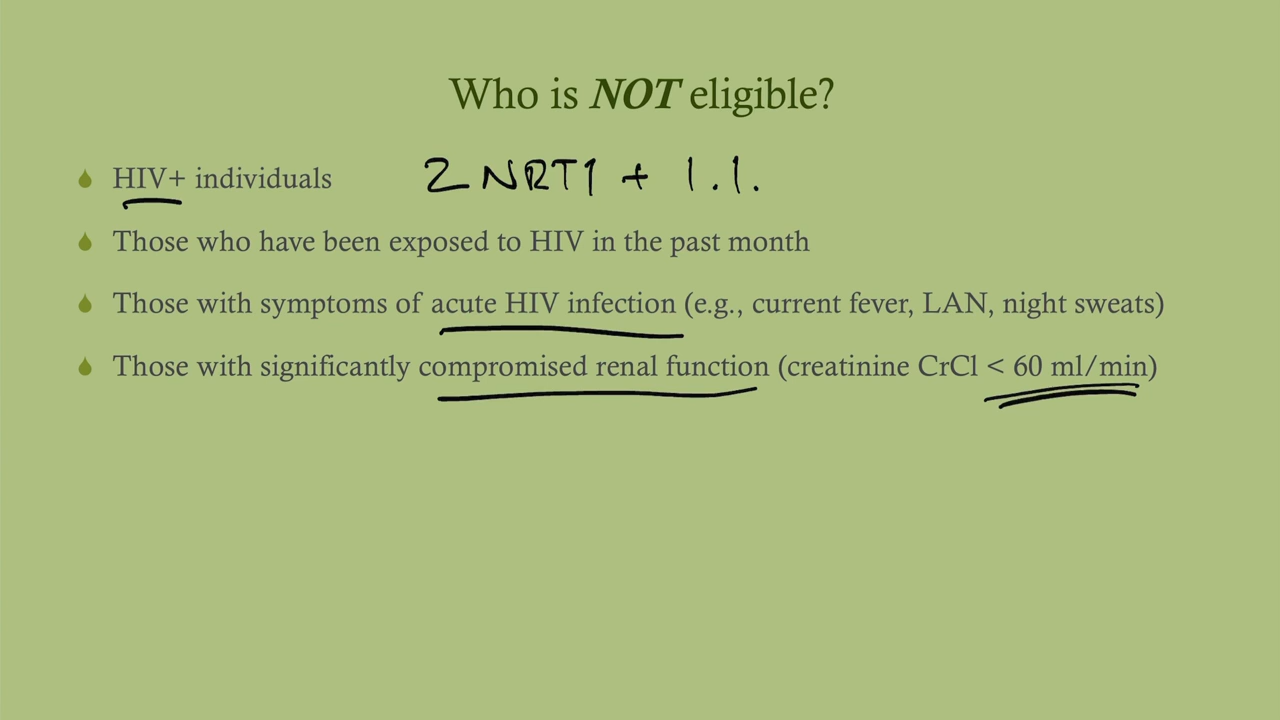 Who is NOT eligible?
HIV+ individuals 2 NRTI + I.I.
Those who have been exposed to HIV in the past month
Those with symptoms of acute HIV infection (e.g., current fever, LAN, night sweats)
Those with significantly compromised renal function (creatinine CrCl < 60 ml/min)